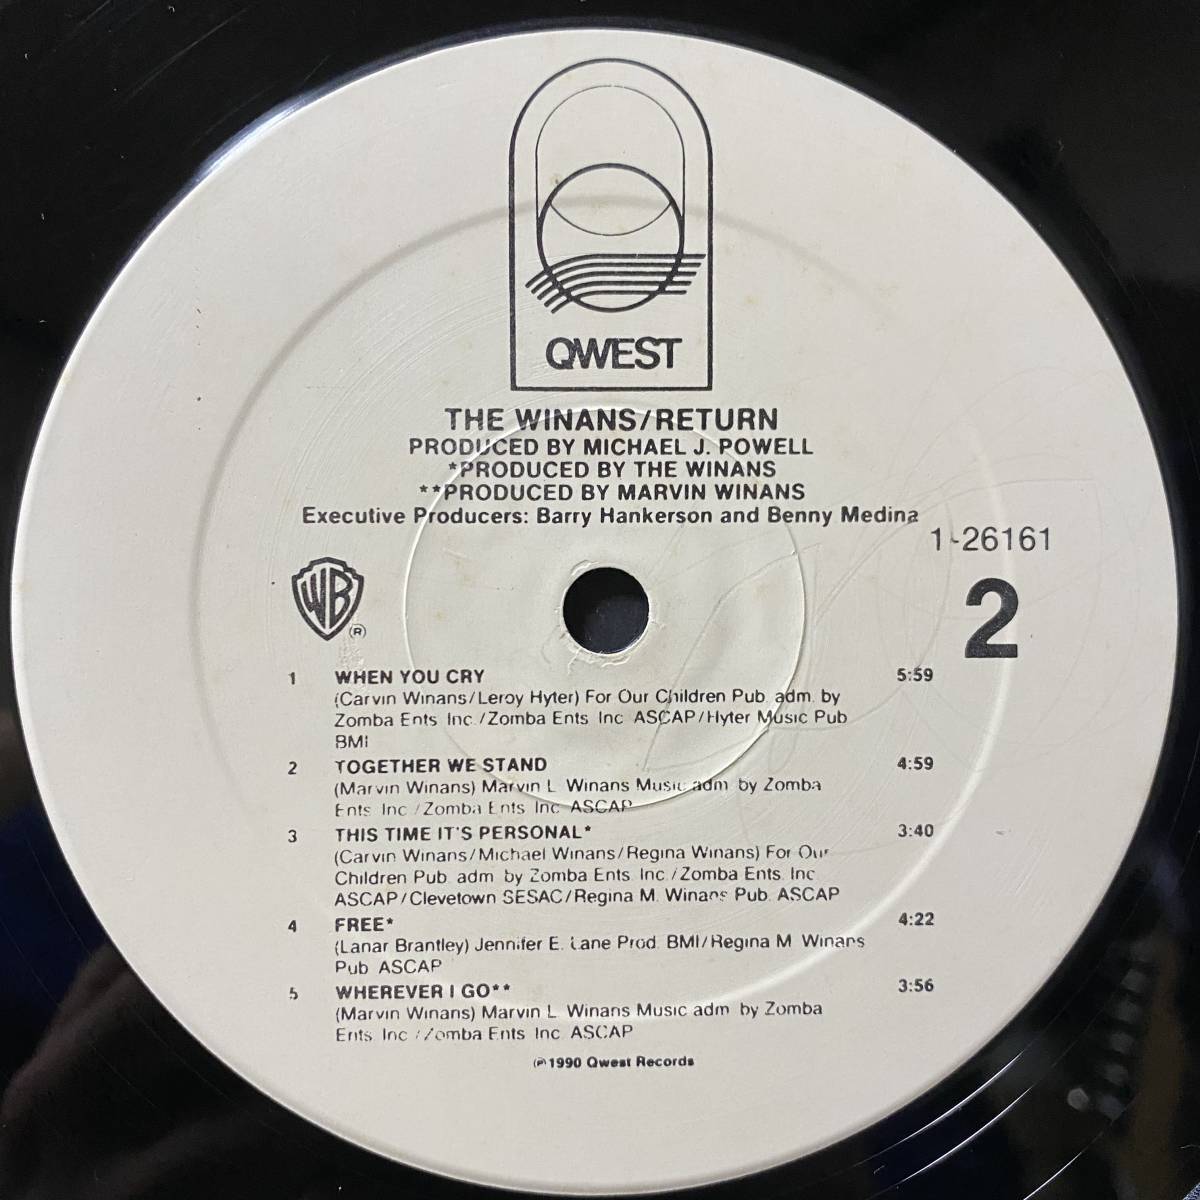 QWEST
THE WINANS/RETURN
PRODUCED BY MICHAEL J. POWELL
*PRODUCED BY THE WINANS
**PRODUCED BY MARVIN WINANS
Executive Producers: Barry Hankerson and Benny Medina
1-26161
WB
®
2
1 WHEN YOU CRY 5:59
(Carvin Winans/Leroy Hyter) For Our Children Pub. adm. by
Zomba Ents. Inc./Zomba Ents. Inc. ASCAP/Hyter Music Pub.
BMI
2 TOGETHER WE STAND 4:59
(Marvin Winans) Marvin L. Winans Music adm. by Zomba
Ents. Inc./Zomba Ents. Inc. ASCAP
3 THIS TIME IT'S PERSONAL* 3:40
(Carvin Winans/Michael Winans/Regina Winans) For Our
Children Pub. adm. by Zomba Ents. Inc./Zomba Ents. Inc.
ASCAP/Clevetown SESAC/Regina M. Winans Pub. ASCAP
4 FREE* 4:22
(Lanar Brantley) Jennifer E. Lane Prod. BMI/Regina M. Winans
Pub. ASCAP
5 WHEREVER I GO** 3:56
(Marvin Winans) Marvin L. Winans Music adm. by Zomba
Ents. Inc./Zomba Ents. Inc. ASCAP
℗1990 Qwest Records